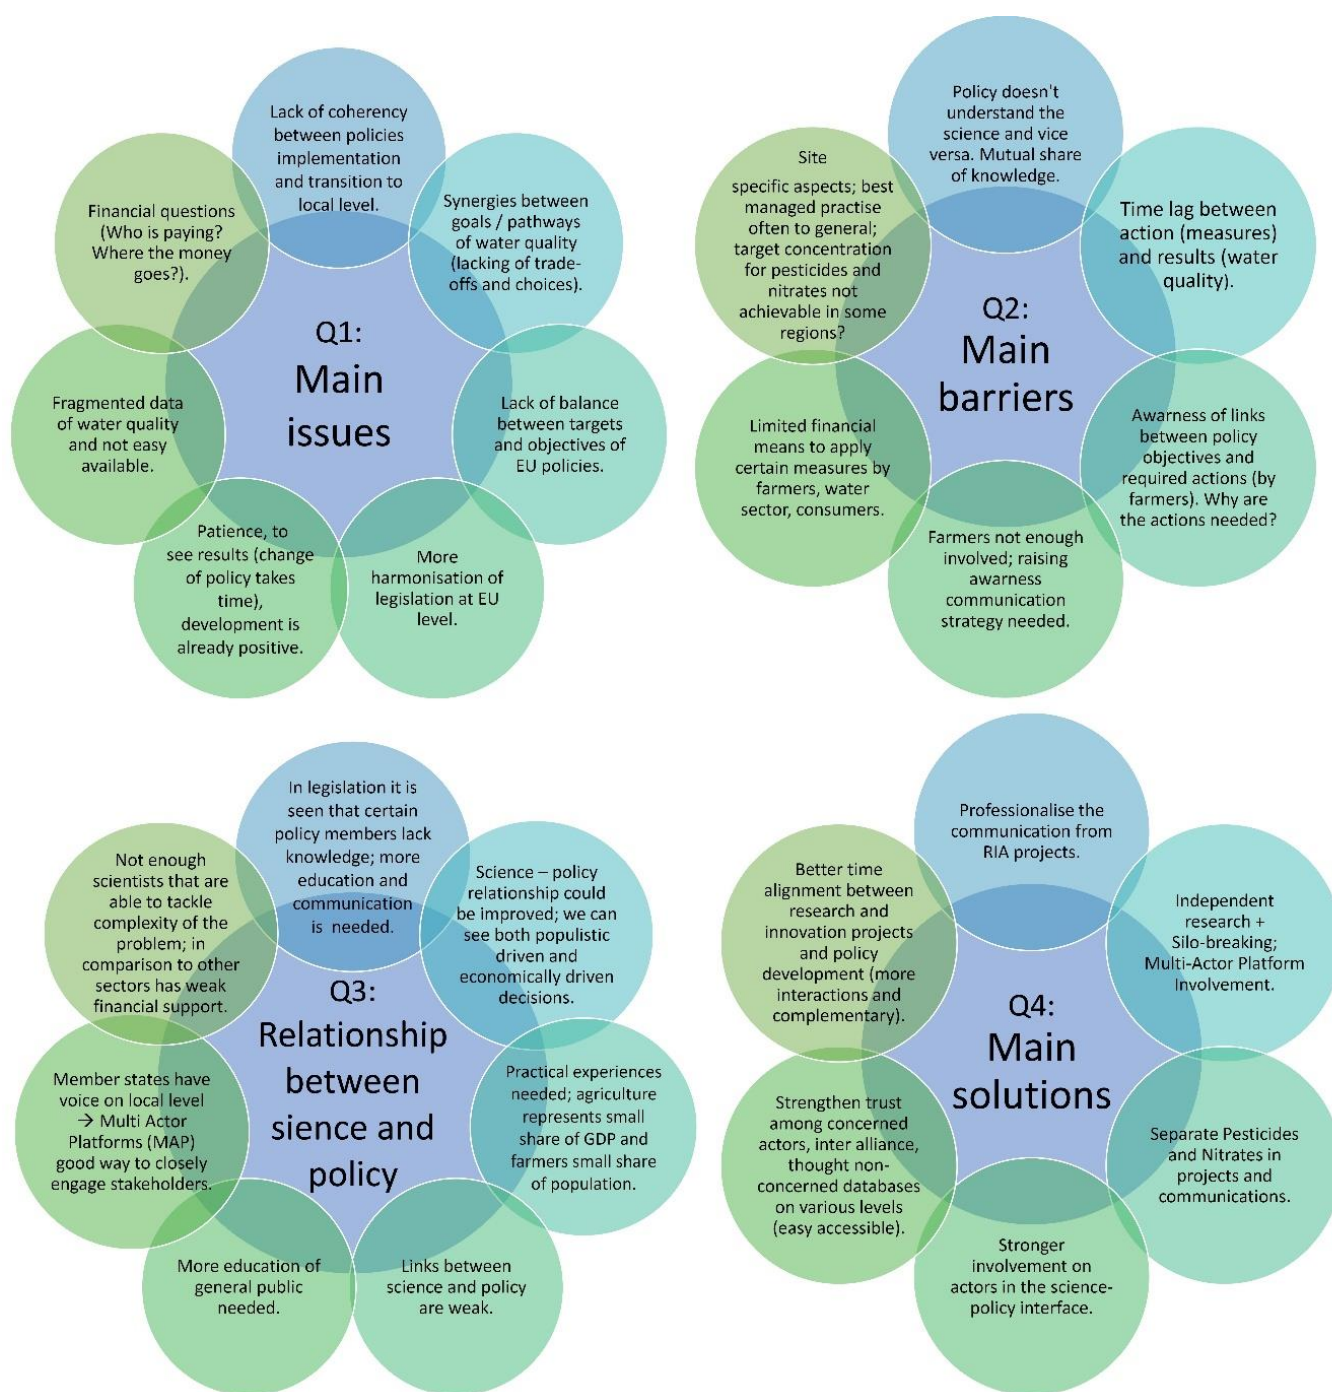 Q1:
Main
issues
Lack of coherency
between policies
implementation
and transition to
local level.
Synergies between
goals / pathways
of water quality
(lacking of trade-
offs and choices).
Lack of balance
between targets
and objectives of
EU policies.
More
harmonisation of
legislation at EU
level.
Patience, to
see results (change
of policy takes
time),
development is
already positive.
Fragmented data
of water quality
and not easy
available.
Financial questions
(Who is paying?
Where the money
goes?).
Q2:
Main
barriers
Policy doesn't
understand the
science and vice
versa. Mutual share
of knowledge.
Time lag between
action (measures)
and results (water
quality).
Awarness of links
between policy
objectives and
required actions (by
farmers). Why are
the actions needed?
Farmers not enough
involved; raising
awarness
communication
strategy needed.
Limited financial
means to apply
certain measures by
farmers, water
sector, consumers.
Site
specific aspects; best
managed practise
often to general;
target concentration
for pesticides and
nitrates not
achievable in some
regions?
Q3:
Relationship
between
sience and
policy
In legislation it is
seen that certain
policy members lack
knowledge; more
education and
communication
is needed.
Science – policy
relationship could
be improved; we can
see both populistic
driven and
economically driven
decisions.
Practical experiences
needed; agriculture
represents small
share of GDP and
farmers small share
of population.
Links between
science and policy
are weak.
More education of
general public
needed.
Member states have
voice on local level
→ Multi Actor
Platforms (MAP)
good way to closely
engage stakeholders.
Not enough
scientists that are
able to tackle
complexity of the
problem; in
comparison to other
sectors has weak
financial support.
Q4:
Main
solutions
Professionalise the
communication from
RIA projects.
Independent
research +
Silo-breaking;
Multi-Actor Platform
Involvement.
Separate Pesticides
and Nitrates in
projects and
communications.
Stronger
involvement on
actors in the science-
policy interface.
Strengthen trust
among concerned
actors, inter alliance,
thought non-
concerned databases
on various levels
(easy accessible).
Better time
alignment between
research and
innovation projects
and policy
development (more
interactions and
complementary).